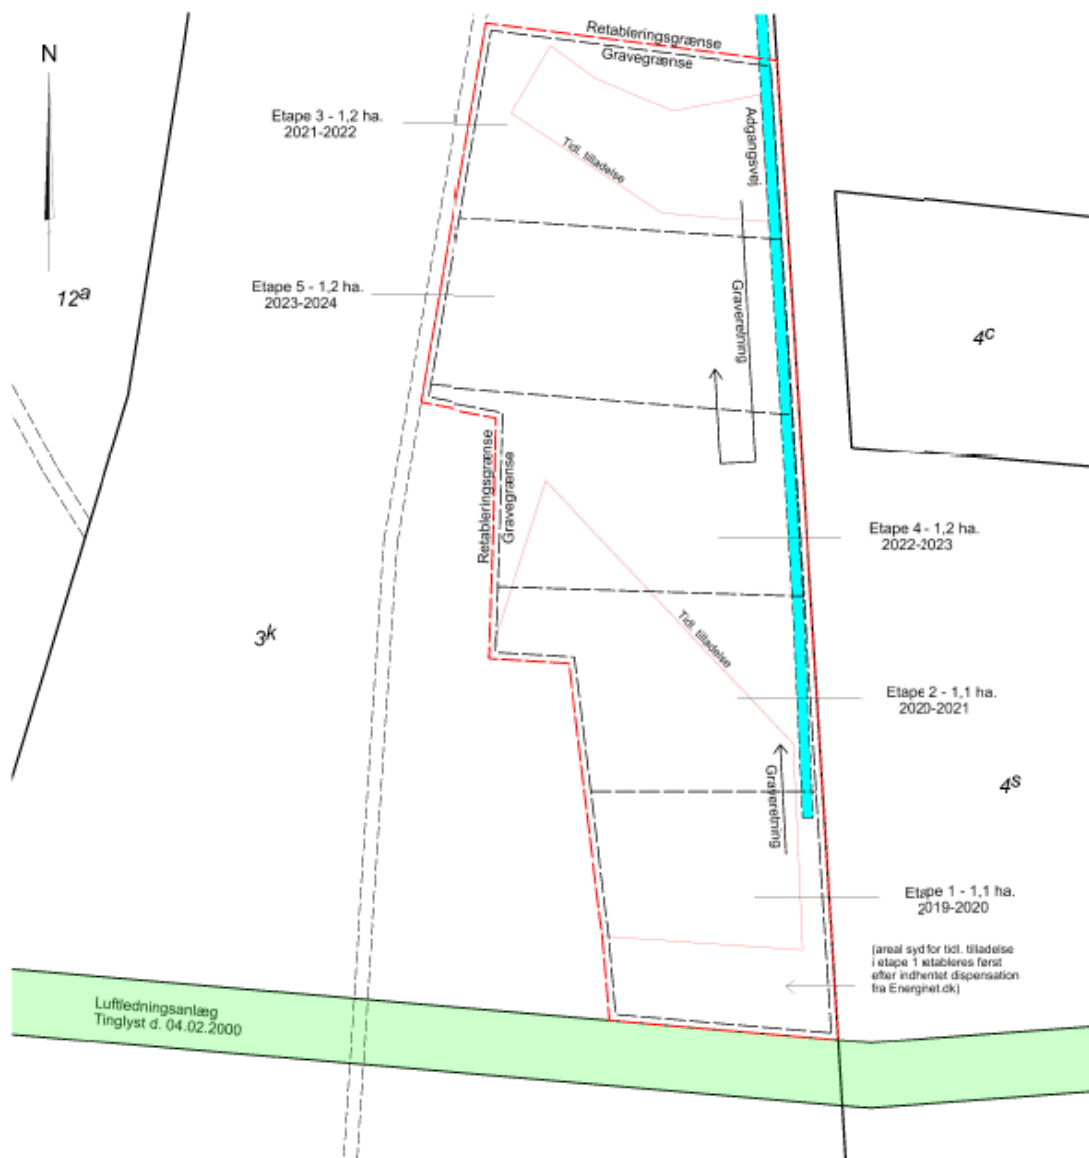 Retableringsgrænse
Gravegrænse
N
Etape 3 - 1,2 ha.
2021-2022
Tidl. tilladelse
Adgangsvej
12a
Etape 5 - 1,2 ha.
2023-2024
Graveretning
4c
Retableringsgrænse
Gravegrænse
Etape 4 - 1,2 ha.
2022-2023
3k
Tidl. tilladelse
Etape 2 - 1,1 ha.
2020-2021
Graveretning
4s
Etape 1 - 1,1 ha.
2019-2020
(areal syd for tidl. tilladelse
i etape 1 etableres først
efter indhentet dispensation
fra Energinet.dk)
Luftledningsanlæg
Tinglyst d. 04.02.2000